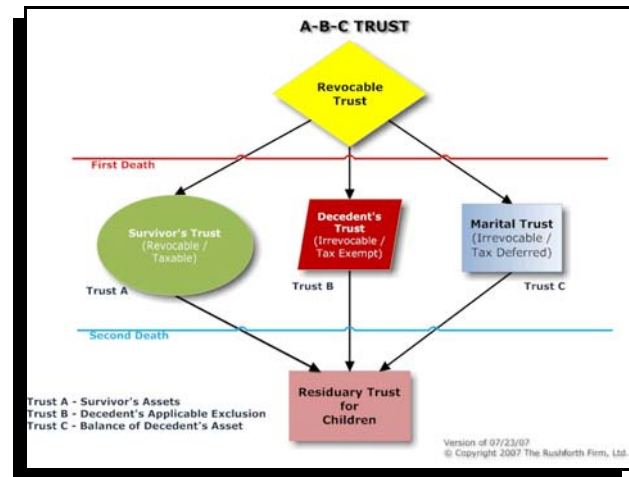 A-B-C TRUST
Revocable
Trust
First Death
Survivor's Trust
(Revocable /
Taxable)
Decedent's
Trust
(Irrevocable /
Tax Exempt)
Marital Trust
(Irrevocable /
Tax Deferred)
Trust A
Trust B
Trust C
Second Death
Residuary Trust
for
Children
Trust A - Survivor's Assets
Trust B - Decedent's Applicable Exclusion
Trust C - Balance of Decedent's Asset
Version of 07/23/07
© Copyright 2007 The Rushforth Firm, Ltd.